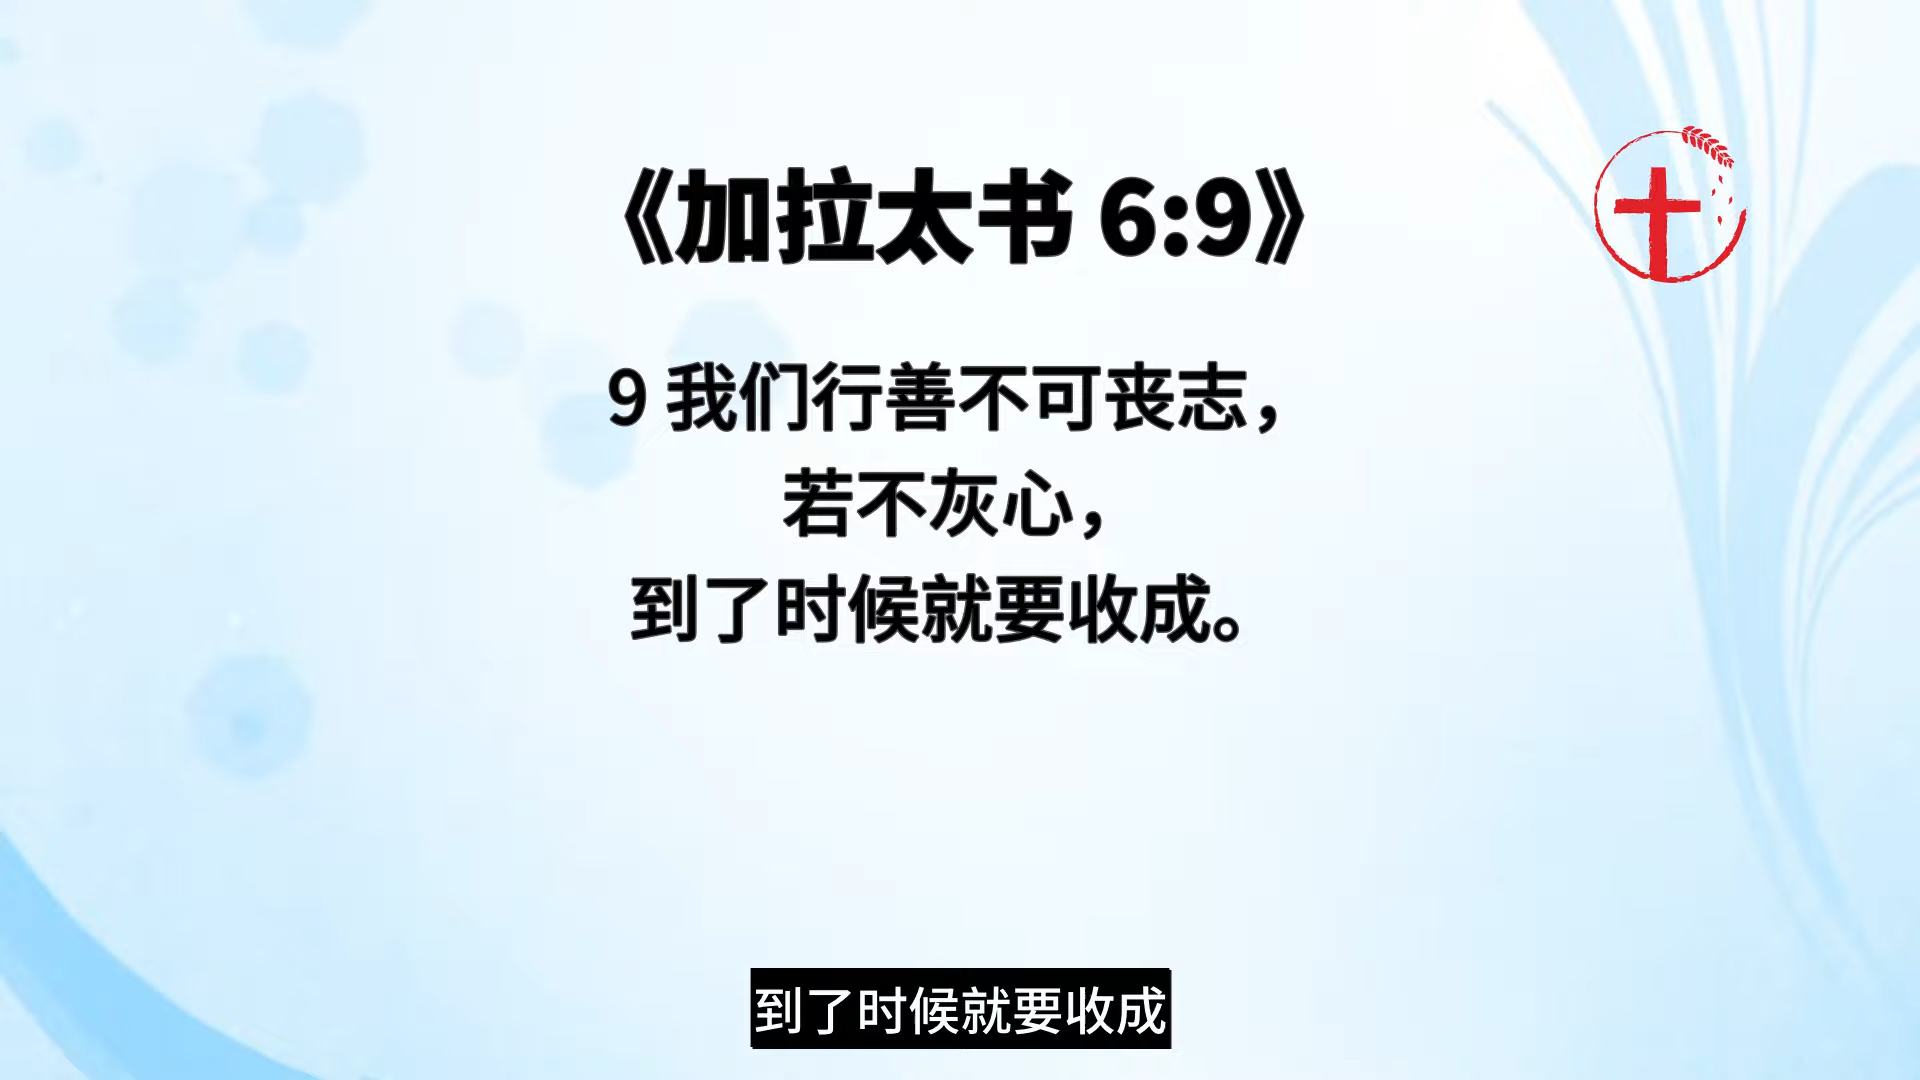 《加拉太书 6:9》
9 我们行善不可丧志，
若不灰心，
到了时候就要收成。
到了时候就要收成